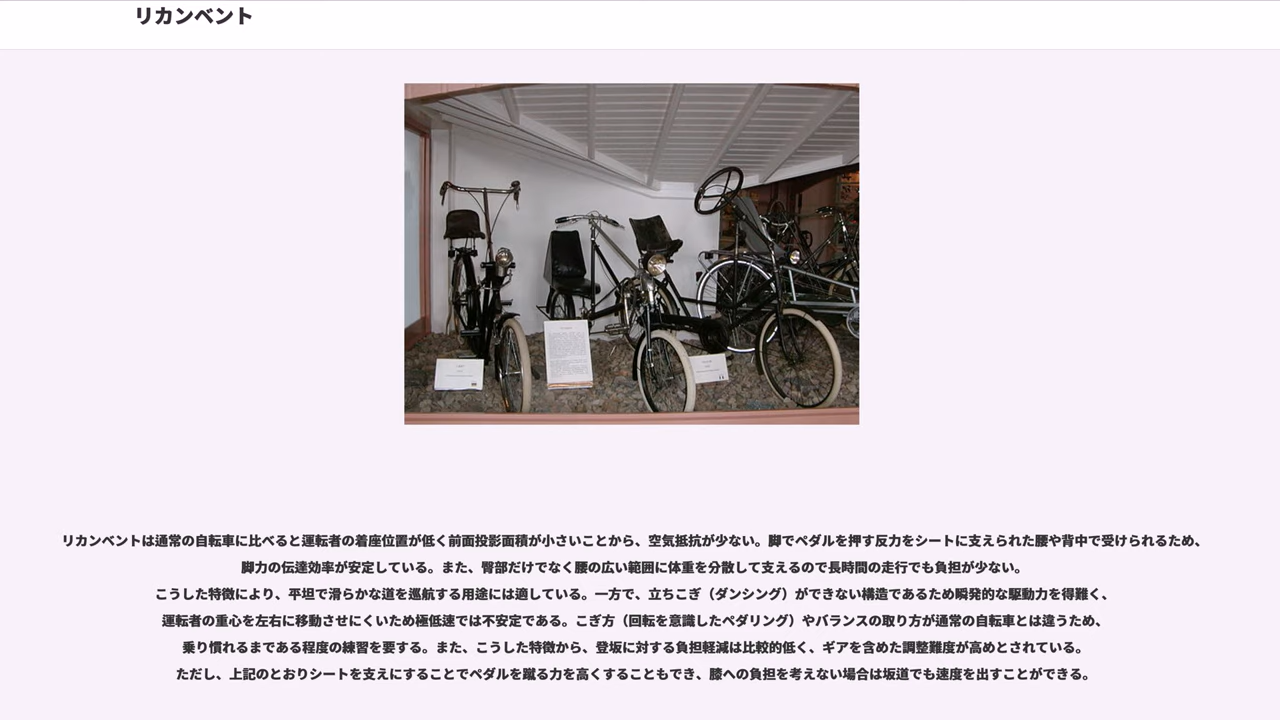 リカンベント
リカンベントは通常の自転車に比べると運転者の着座位置が低く前面投影面積が小さいことから、空気抵抗が少ない。脚でペダルを押す反力をシートに支えられた腰や背中で受けられるため、
脚力の伝達効率が安定している。また、臀部だけでなく腰の広い範囲に体重を分散して支えるので長時間の走行でも負担が少ない。
こうした特徴により、平坦で滑らかな道を巡航する用途には適している。一方で、立ちこぎ（ダンシング）ができない構造であるため瞬発的な駆動力を得難く、
運転者の重心を左右に移動させにくいため極低速では不安定である。こぎ方（回転を意識したペダリング）やバランスの取り方が通常の自転車とは違うため、
乗り慣れるまである程度の練習を要する。また、こうした特徴から、登坂に対する負担軽減は比較的低く、ギアを含めた調整難度が高めとされている。
ただし、上記のとおりシートを支えにすることでペダルを蹴る力を高くすることもでき、膝への負担を考えない場合は坂道でも速度を出すことができる。